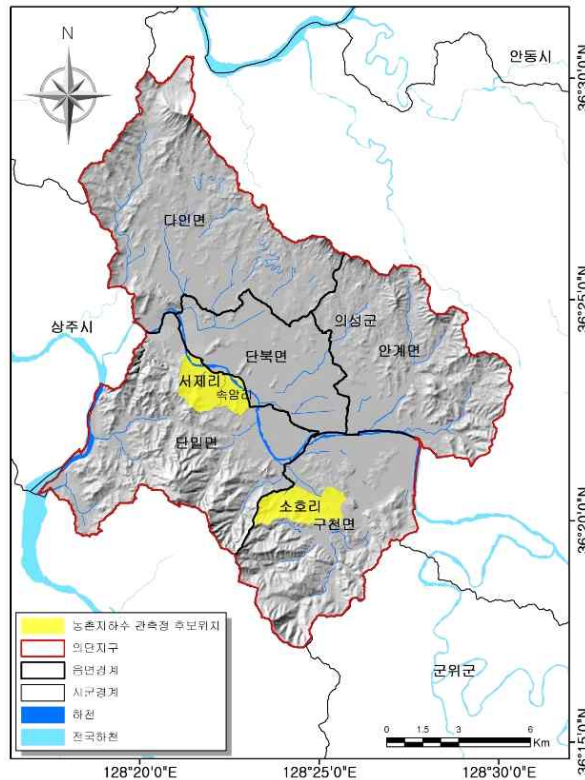 N
안동시
36°30'0"N
다인면
36°25'0"N
의성군
상주시
단북면
안계면
서제리
속암리
단밀면
36°20'0"N
소호리
구천면
농촌지하수 관측정 후보위치
의단지구
읍면경계
시군경계
하천
전국하천
군위군
0 1.5 3 6
Km
36°15'0"N
128°20'0"E
128°25'0"E
128°30'0"E